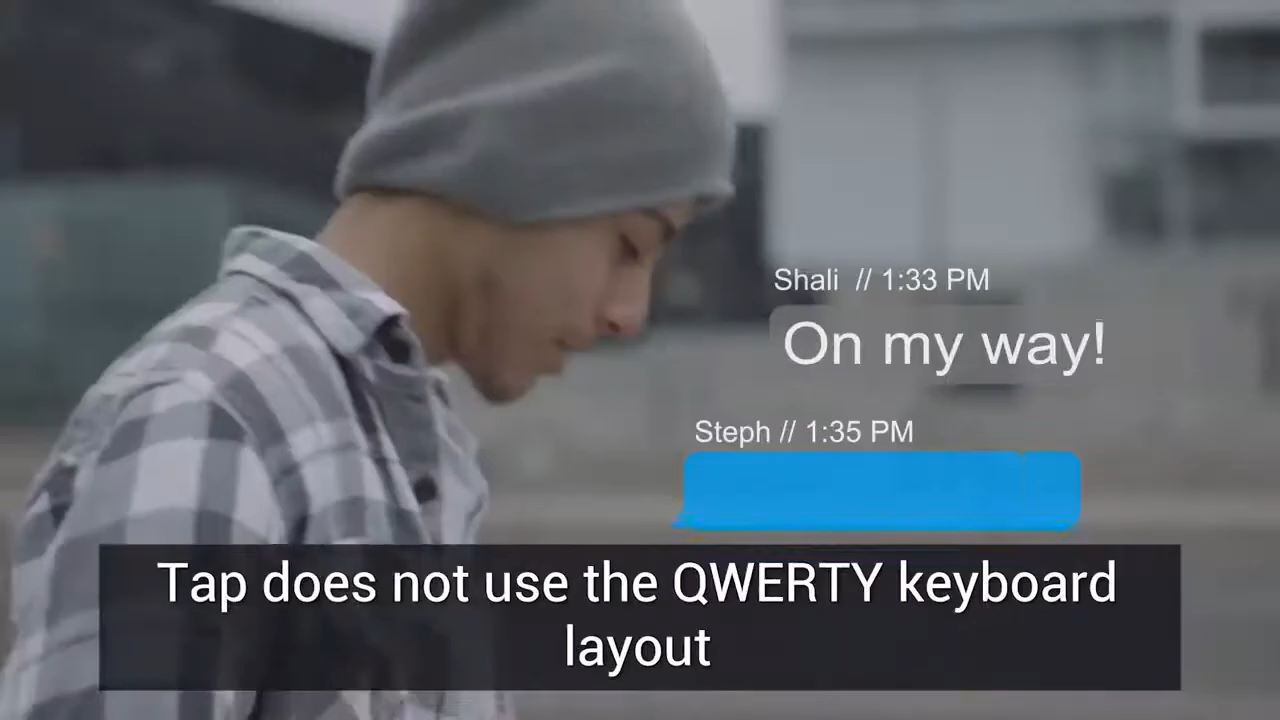 Shali // 1:33 PM
On my way!
Steph // 1:35 PM
Tap does not use the QWERTY keyboard
layout